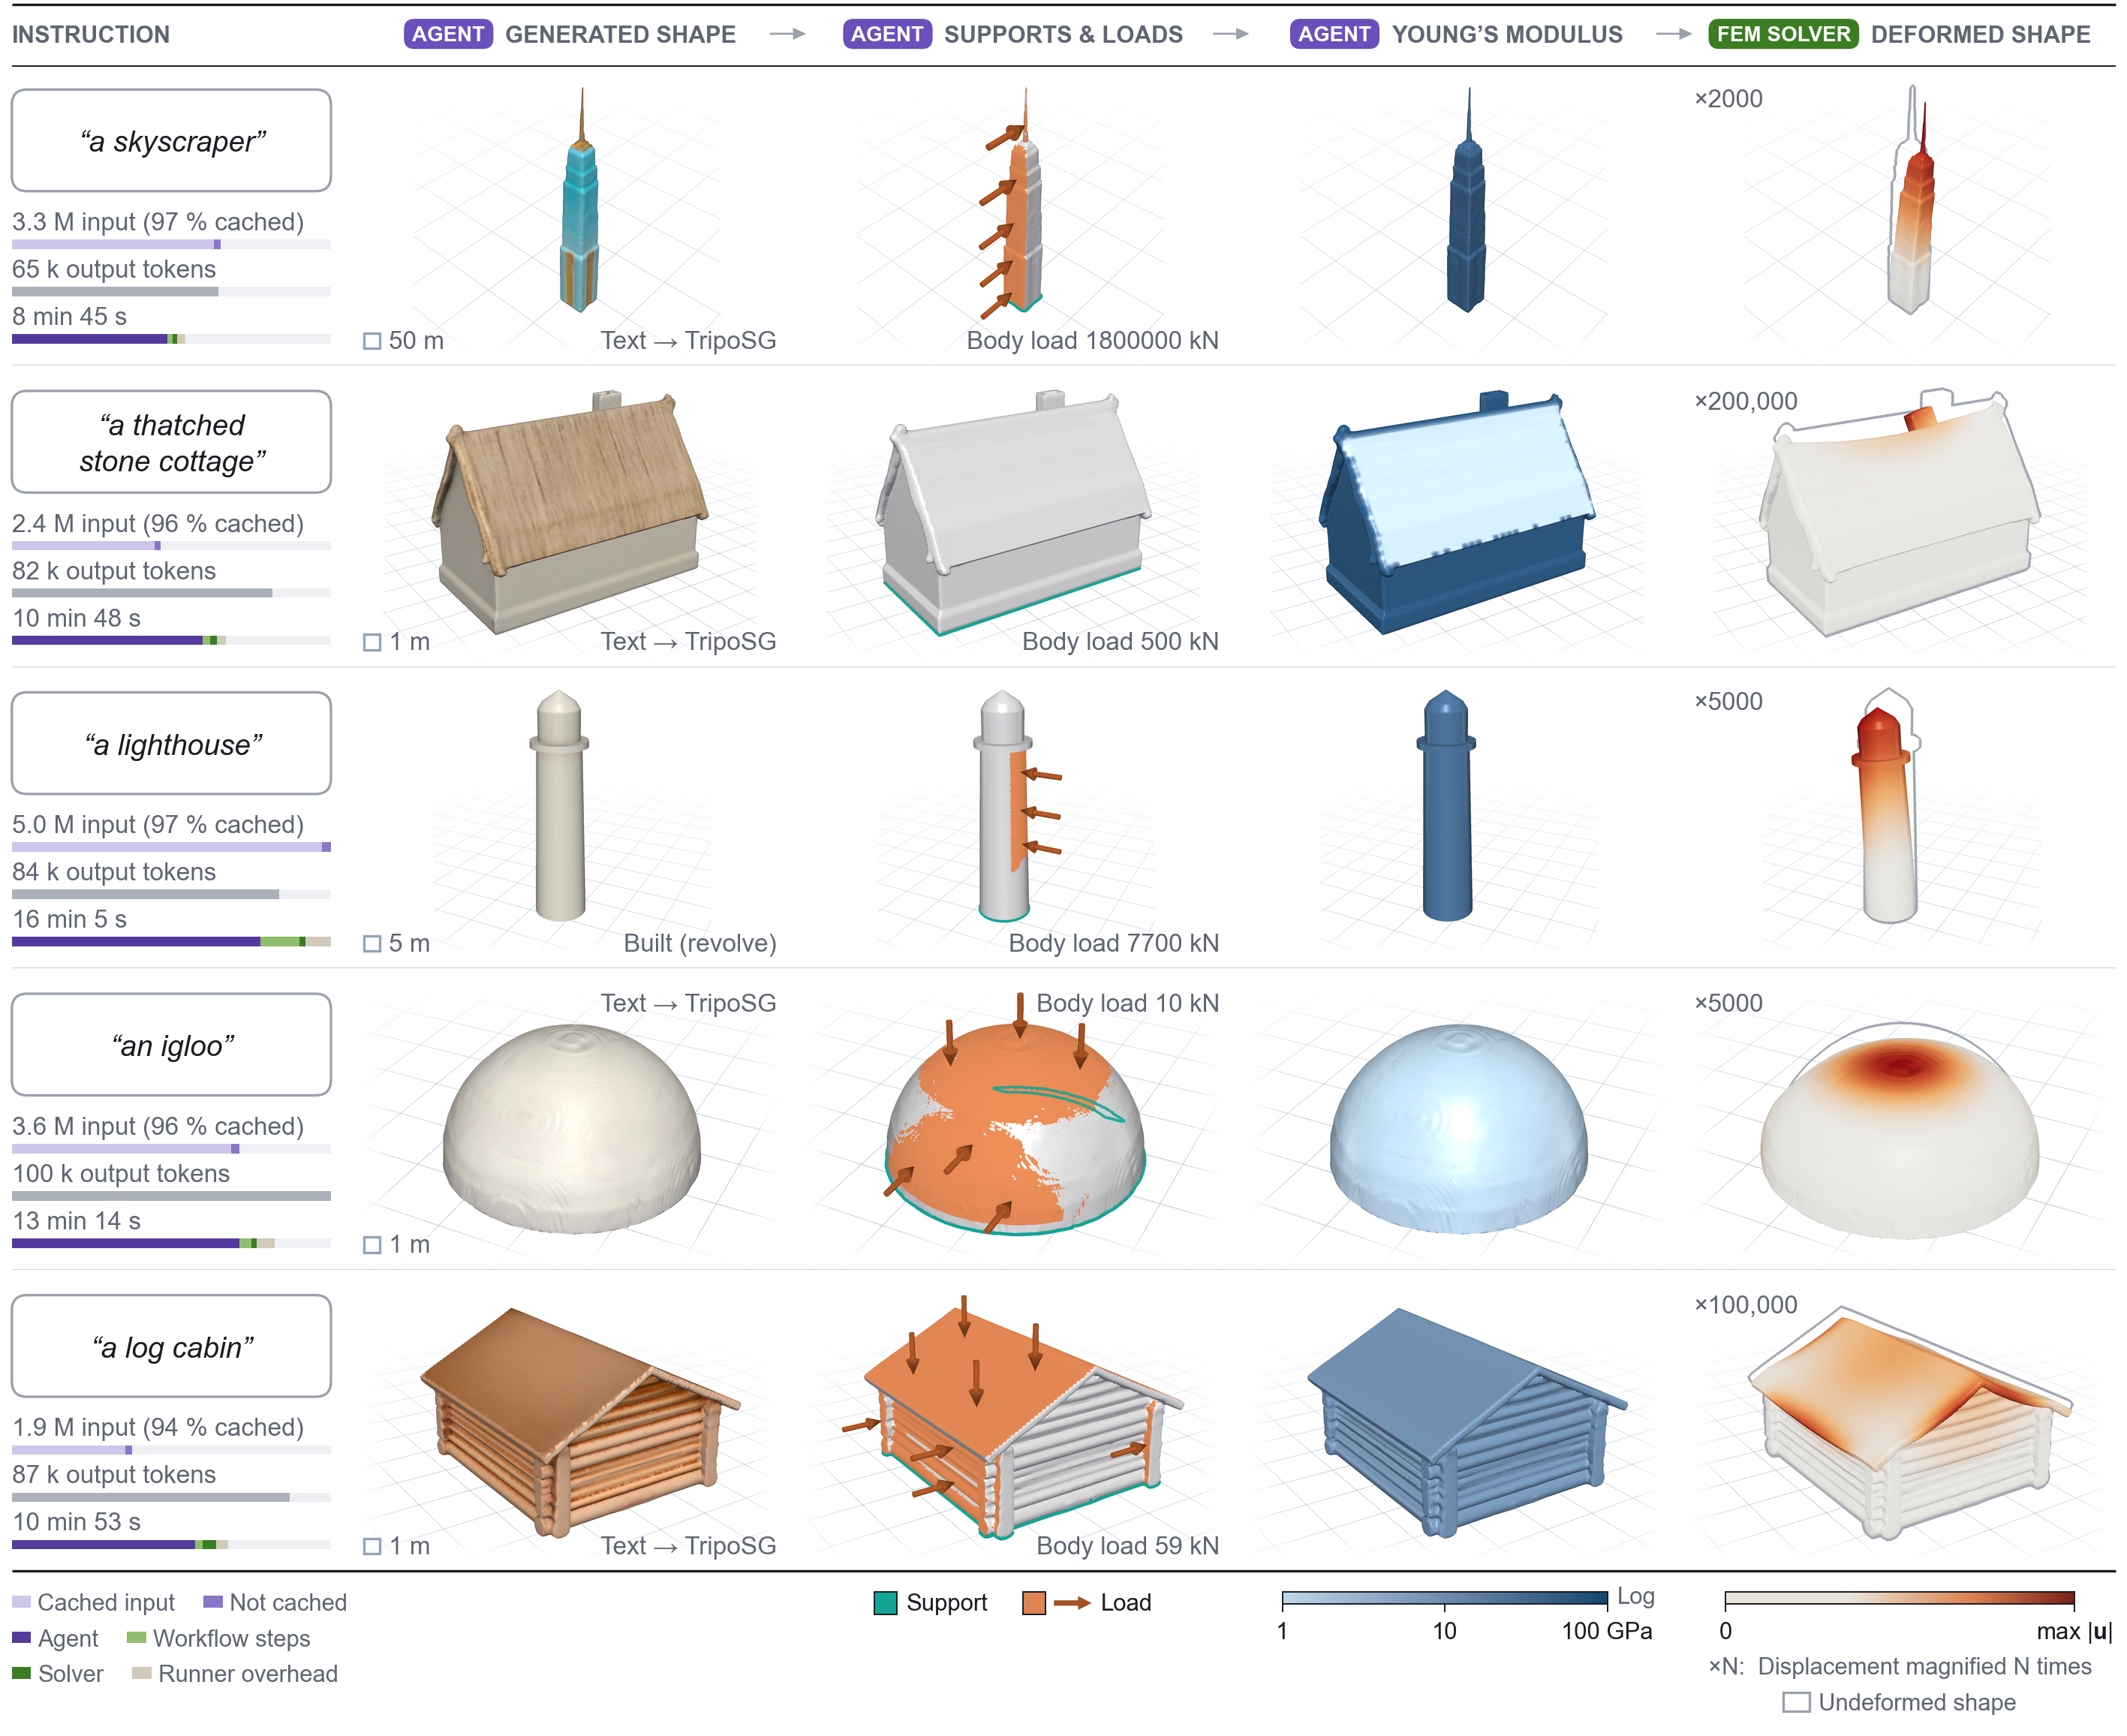 INSTRUCTION
AGENT GENERATED SHAPE
AGENT SUPPORTS & LOADS
AGENT YOUNG’S MODULUS
FEM SOLVER DEFORMED SHAPE
“a skyscraper”
3.3 M input (97 % cached)
65 k output tokens
8 min 45 s
50 m
Text → TripoSG
Body load 1800000 kN
×2000
“a thatched
stone cottage”
2.4 M input (96 % cached)
82 k output tokens
10 min 48 s
1 m
Text → TripoSG
Body load 500 kN
×200,000
“a lighthouse”
5.0 M input (97 % cached)
84 k output tokens
16 min 5 s
5 m
Built (revolve)
Body load 7700 kN
×5000
“an igloo”
3.6 M input (96 % cached)
100 k output tokens
13 min 14 s
1 m
Text → TripoSG
Body load 10 kN
×5000
“a log cabin”
1.9 M input (94 % cached)
87 k output tokens
10 min 53 s
1 m
Text → TripoSG
Body load 59 kN
×100,000
Cached input
Not cached
Agent
Workflow steps
Solver
Runner overhead
Support
Load
Log
1
10
100 GPa
0
max |u|
×N: Displacement magnified N times
Undeformed shape